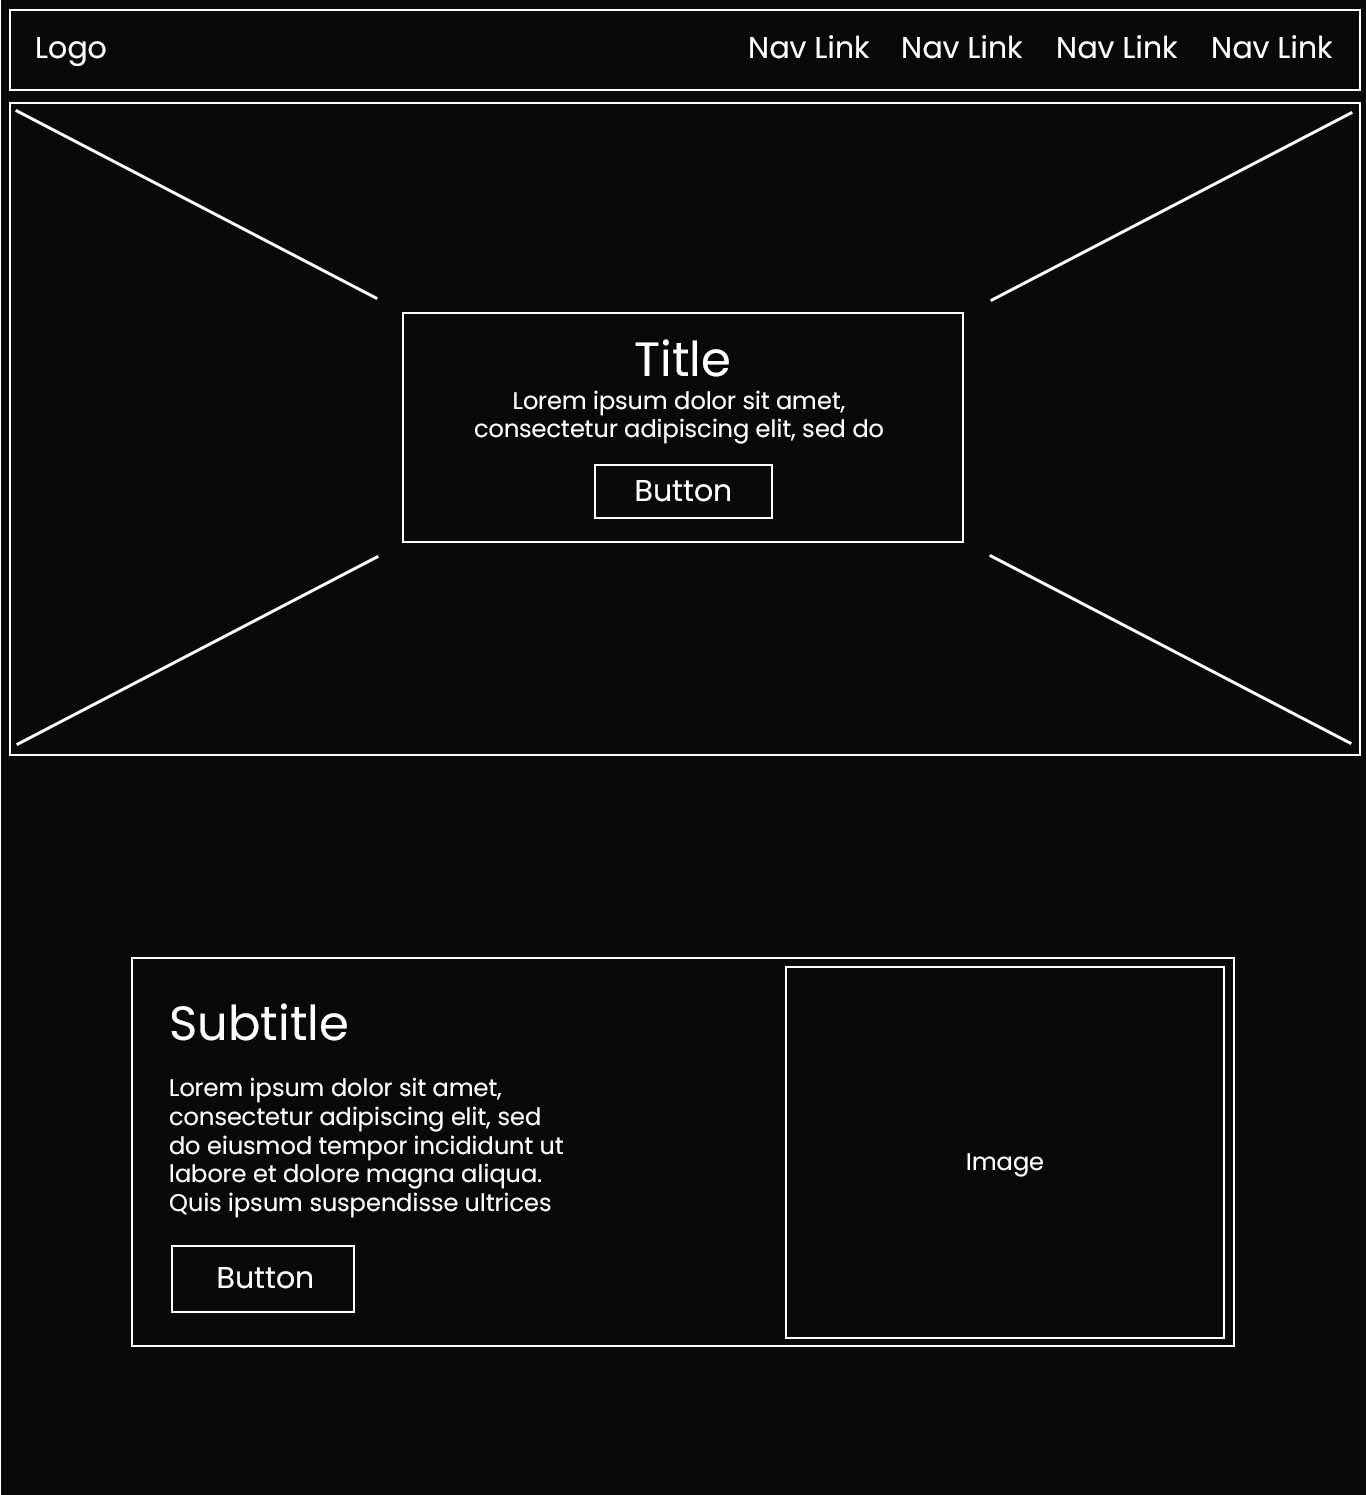 Logo
Nav Link Nav Link Nav Link Nav Link
Title
Lorem ipsum dolor sit amet,
consectetur adipiscing elit, sed do
Button
Subtitle
Lorem ipsum dolor sit amet,
consectetur adipiscing elit, sed
do eiusmod tempor incididunt ut
labore et dolore magna aliqua.
Quis ipsum suspendisse ultrices
Button
Image